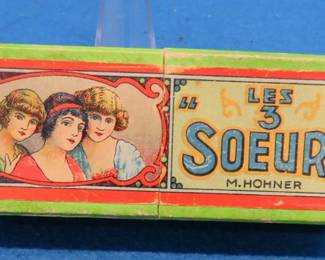 " LES
3
SOEUR
M. HOHNER